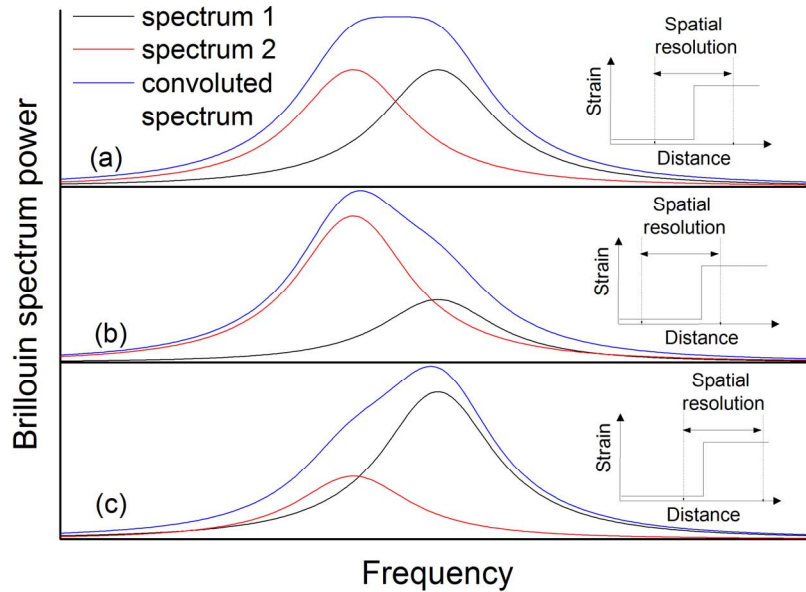 spectrum 1
spectrum 2
convoluted
spectrum
(a)
Spatial
resolution
Strain
Distance
(b)
Spatial
resolution
Strain
Distance
(c)
Spatial
resolution
Strain
Distance
Brillouin spectrum power
Frequency